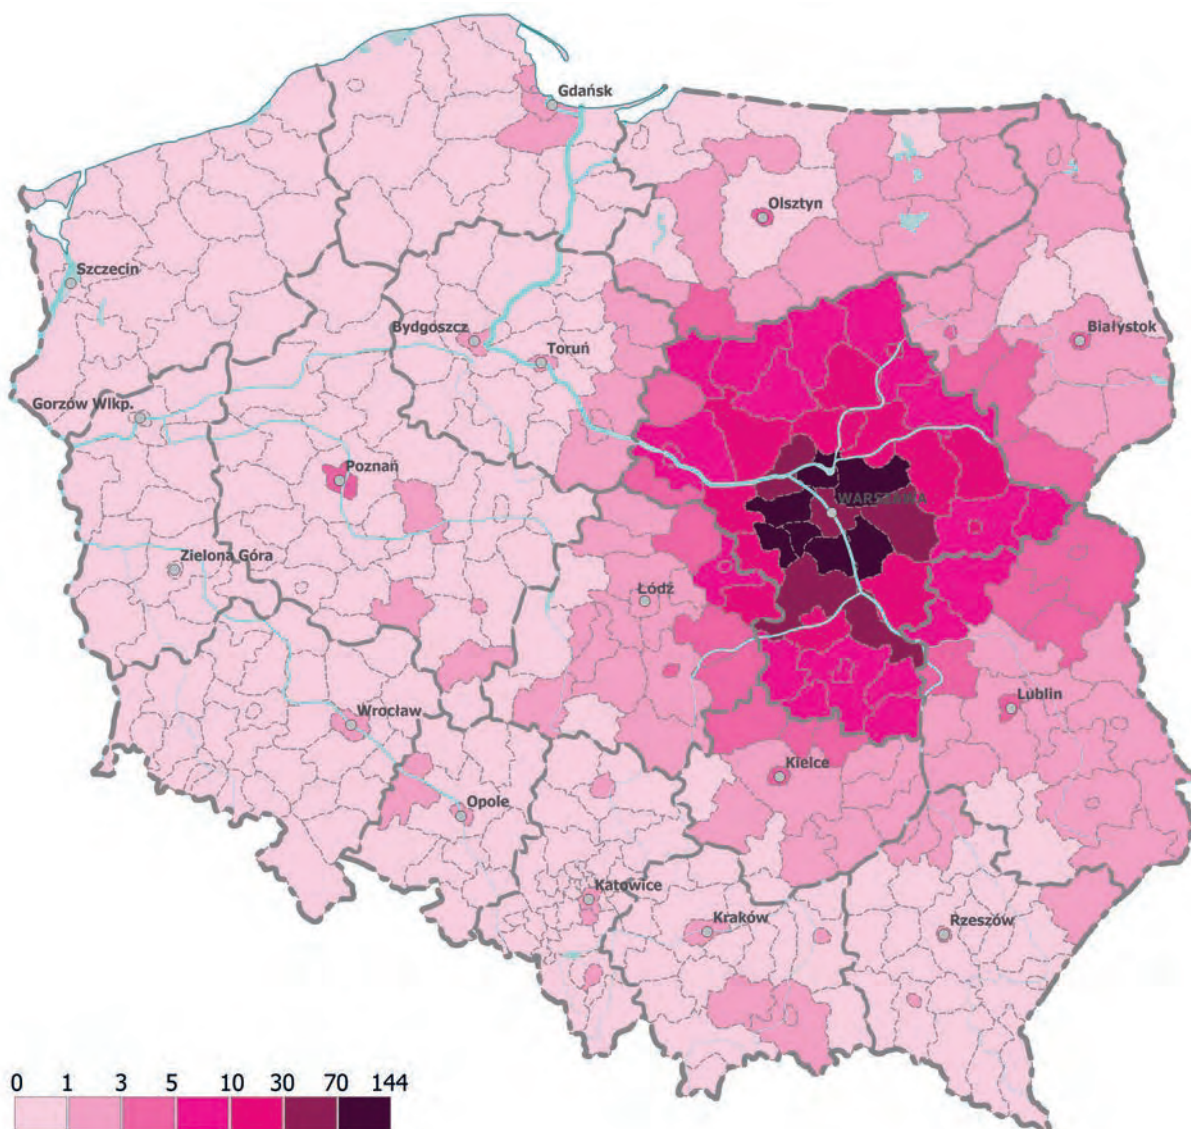 Gdańsk
Olsztyn
Szczecin
Bydgoszcz
Białystok
Toruń
Gorzów Wlkp.
Poznań
WARSZAWA
Zielona Góra
Łódź
Lublin
Wrocław
Kielce
Opole
Katowice
Kraków
Rzeszów
0 1 3 5 10 30 70 144